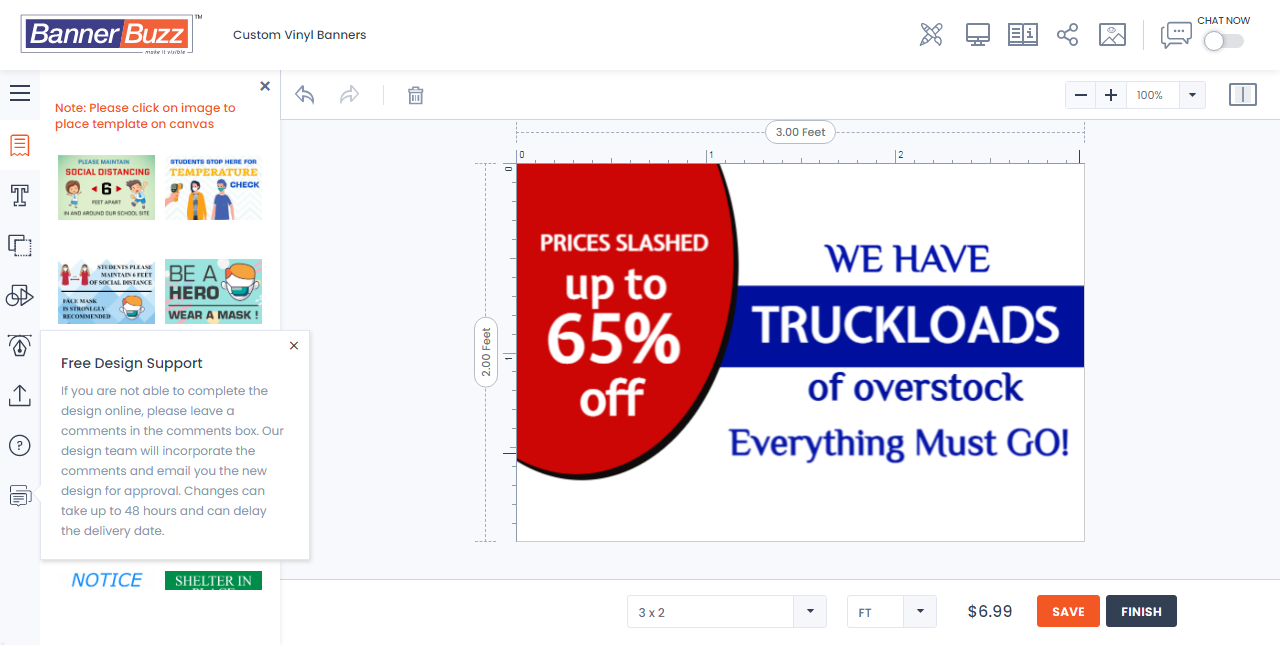 BannerBuzz™
make it visible
Custom Vinyl Banners
CHAT NOW
Note: Please click on image to
place template on canvas
100%
PLEASE MAINTAIN
SOCIAL DISTANCING
6
FEET APART
IN AND AROUND OUR SCHOOL SITE
STUDENTS STOP HERE FOR
TEMPERATURE
CHECK
STUDENTS PLEASE
MAINTAIN 6 FEET
OF SOCIAL DISTANCE
FACE MASK
IS STRONLGLY
RECOMMENDED
BE A
HERO
WEAR A MASK !
Free Design Support
If you are not able to complete the
design online, please leave a
comments in the comments box. Our
design team will incorporate the
comments and email you the new
design for approval. Changes can
take up to 48 hours and can delay
the delivery date.
NOTICE
SHELTER IN
PLACE
3.00 Feet
0 1 2
0
1
2.00 Feet
PRICES SLASHED
up to
65%
off
WE HAVE
TRUCKLOADS
of overstock
Everything Must GO!
3 x 2
FT
$6.99
SAVE
FINISH